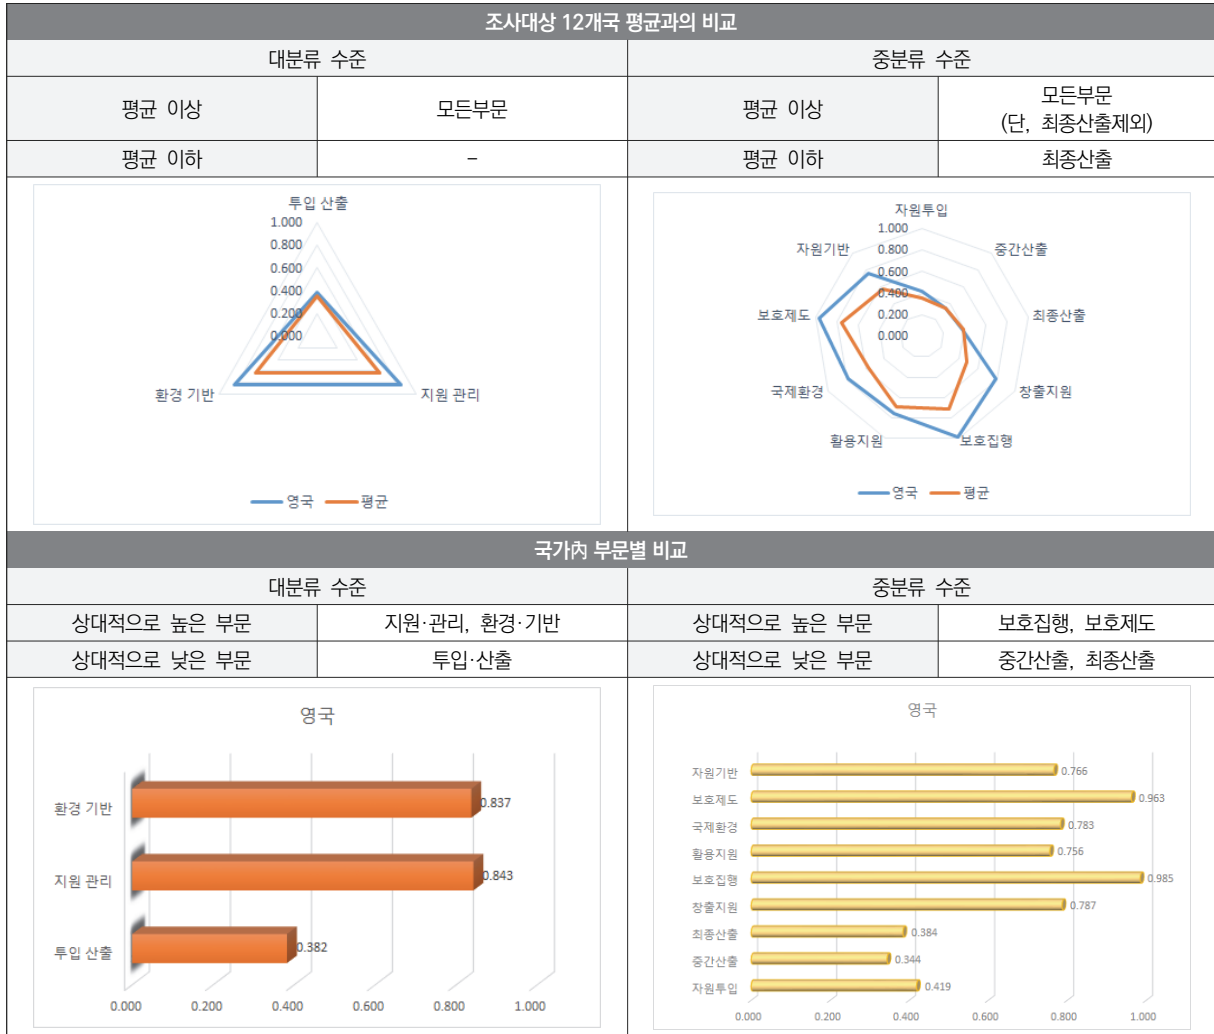 조사대상 12개국 평균과의 비교
대분류 수준
중분류 수준
평균 이상
모든부문
평균 이상
모든부문
(단, 최종산출제외)
평균 이하
-
평균 이하
최종산출
투입 산출
1.000
0.800
0.600
0.400
0.200
0.000
환경 기반
지원 관리
영국
평균
자원투입
1.000
0.800
0.600
0.400
0.200
0.000
자원기반
중간산출
보호제도
최종산출
국제환경
창출지원
활용지원
보호집행
영국
평균
국가內 부문별 비교
대분류 수준
중분류 수준
상대적으로 높은 부문
지원·관리, 환경·기반
상대적으로 높은 부문
보호집행, 보호제도
상대적으로 낮은 부문
투입·산출
상대적으로 낮은 부문
중간산출, 최종산출
영국
환경 기반
0.837
지원 관리
0.843
투입 산출
0.382
0.000
0.200
0.400
0.600
0.800
1.000
영국
자원기반
0.766
보호제도
0.963
국제환경
0.783
활용지원
0.756
보호집행
0.985
창출지원
0.787
최종산출
0.384
중간산출
0.344
자원투입
0.419
0.000
0.200
0.400
0.600
0.800
1.000